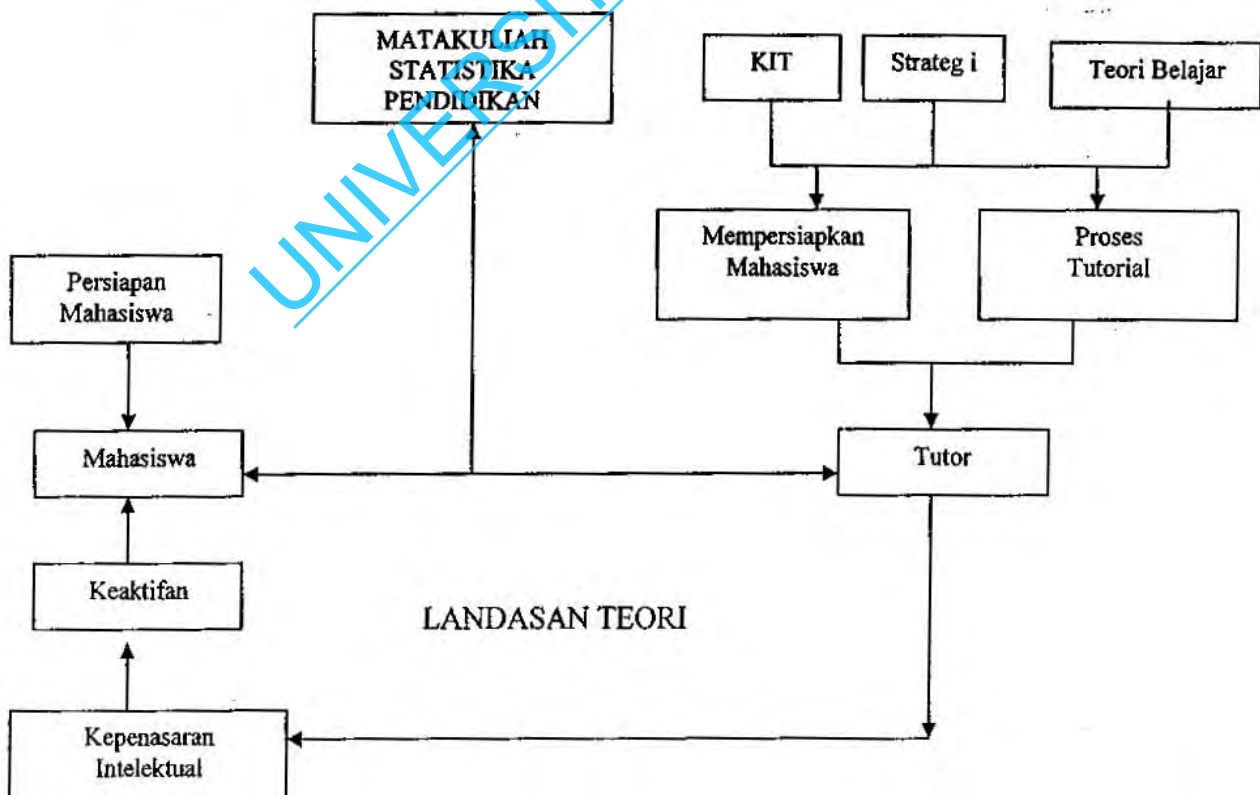 MATAKULIAH
STATISTIKA
PENDIDIKAN
KIT
Strateg i
Teori Belajar
Mempersiapkan
Mahasiswa
Proses
Tutorial
Persiapan
Mahasiswa
Mahasiswa
Tutor
Keaktifan
LANDASAN TEORI
Kepenasaran
Intelektual